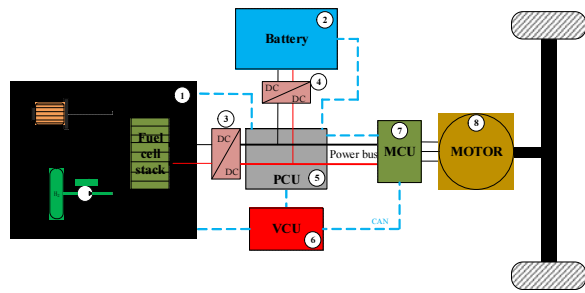 Battery
2
1
DC
DC
4
3
Fuel
cell
stack
DC
DC
Power bus
PCU
5
7
MCU
8
MOTOR
VCU
6
CAN